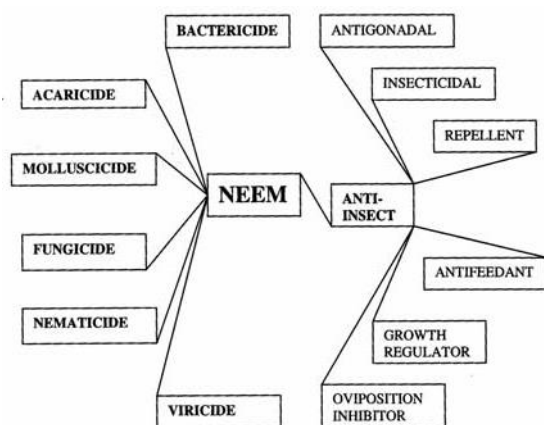 BACTERICIDE
ANTIGONADAL
ACARICIDE
INSECTICIDAL
REPELLENT
MOLLUSCICIDE
NEEM
ANTI-
INSECT
FUNGICIDE
ANTIFEEDANT
NEMATICIDE
GROWTH
REGULATOR
VIRICIDE
OVIPOSITION
INHIBITOR